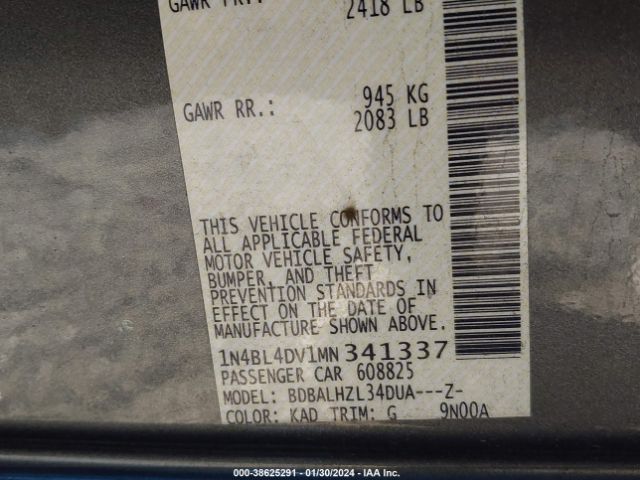 GAWR FR.:
2418 LB
GAWR RR.: 945 KG
2083 LB
THIS VEHICLE CONFORMS TO
ALL APPLICABLE FEDERAL
MOTOR VEHICLE SAFETY,
BUMPER, AND THEFT
PREVENTION STANDARDS IN
EFFECT ON THE DATE OF
MANUFACTURE SHOWN ABOVE.
1N4BL4DV1MN341337
PASSENGER CAR 608825
MODEL: BDBALHZL34DUA---Z-
COLOR: KAD TRIM: G 9N00A
000-38625291 - 01/30/2024 - IAA Inc.